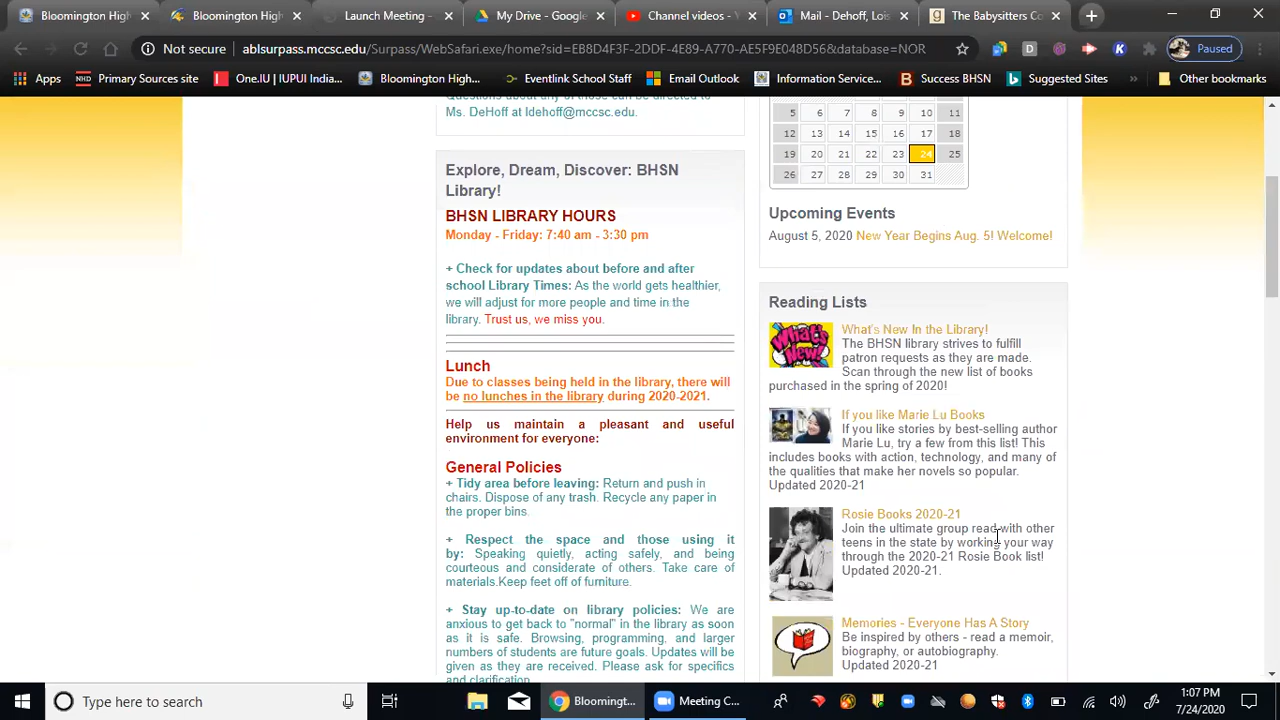 Bloomington High
Bloomington High
Launch Meeting -
My Drive - Google
Channel videos - Y
Mail - Dehoff, Lois
The Babysitters Co
Not secure
ablsurpass.mccsc.edu/Surpass/WebSafari.exe/home?sid=EB8D4F3F-2DDF-4E89-A770-AE5F9E048D56&database=NOR
Paused
Apps
Primary Sources site
One.IU | IUPUI Indian...
Bloomington High...
Eventlink School Staff
Email Outlook
Information Service...
Success BHSN
Suggested Sites
Other bookmarks
Ms. DeHoff at ldehoff@mccsc.edu.
Explore, Dream, Discover: BHSN
Library!
BHSN LIBRARY HOURS
Monday - Friday: 7:40 am - 3:30 pm
+ Check for updates about before and after
school Library Times: As the world gets healthier,
we will adjust for more people and time in the
library. Trust us, we miss you.
Lunch
Due to classes being held in the library, there will
be no lunches in the library during 2020-2021.
Help us maintain a pleasant and useful
environment for everyone:
General Policies
+ Tidy area before leaving: Return and push in
chairs. Dispose of any trash. Recycle any paper in
the proper bins.
+ Respect the space and those using it
by: Speaking quietly, acting safely, and being
courteous and considerate of others. Take care of
materials.Keep feet off of furniture.
+ Stay up-to-date on library policies: We are
anxious to get back to "normal" in the library as soon
as it is safe. Browsing, programming, and larger
numbers of students are future goals. Updates will be
given as they are received. Please ask for specifics
and clarification.
5 6 7 8 9 10 11
12 13 14 15 16 17 18
19 20 21 22 23 24 25
26 27 28 29 30 31
Upcoming Events
August 5, 2020 New Year Begins Aug. 5! Welcome!
Reading Lists
What's New!
What's New In the Library!
The BHSN library strives to fulfill
patron requests as they are made.
Scan through the new list of books
purchased in the spring of 2020!
If you like Marie Lu Books
If you like stories by best-selling author
Marie Lu, try a few from this list! This
includes books with action, technology, and many of
the qualities that make her novels so popular.
Updated 2020-21
Rosie Books 2020-21
Join the ultimate group read with other
teens in the state by working your way
through the 2020-21 Rosie Book list!
Updated 2020-21.
Memories - Everyone Has A Story
Be inspired by others - read a memoir,
biography, or autobiography.
Updated 2020-21
Type here to search
Bloomingt...
Meeting C...
1:07 PM
7/24/2020